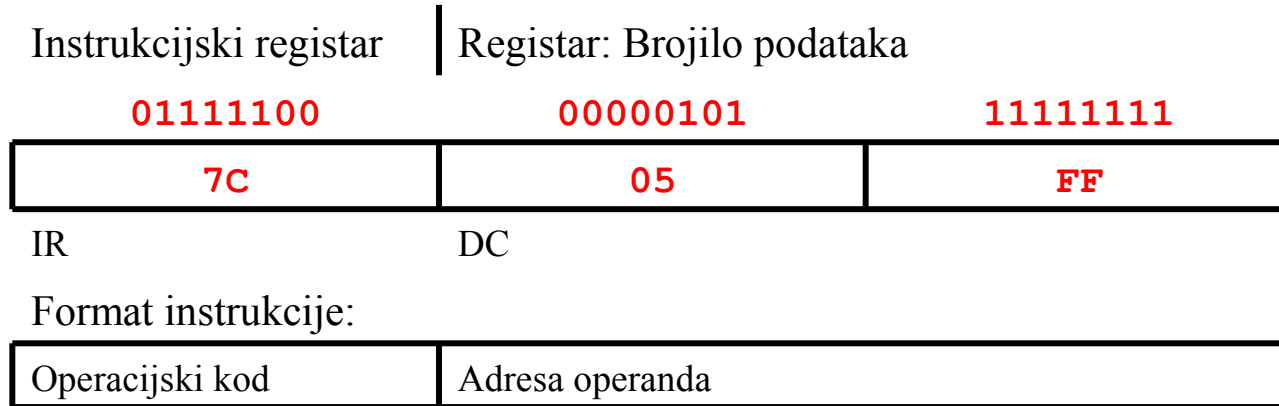 Instrukcijski registar Registar: Brojilo podataka
01111100 00000101 11111111
7C 05 FF
IR DC
Format instrukcije:
Operacijski kod Adresa operanda